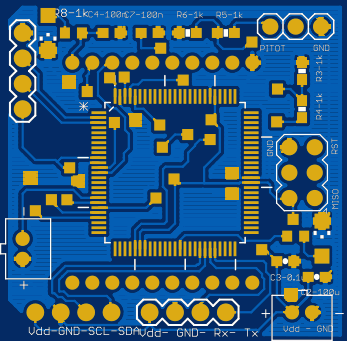 R8-1k C4-100n C7-100n R6-1k R5-1k
PITOT GND
R3-1k
R4-1k
GND RST
MISO
C3-0.1u
C2-100u
Vdd - GND
Vdd-GND-SCL-SDA Vdd- GND- Rx- Tx